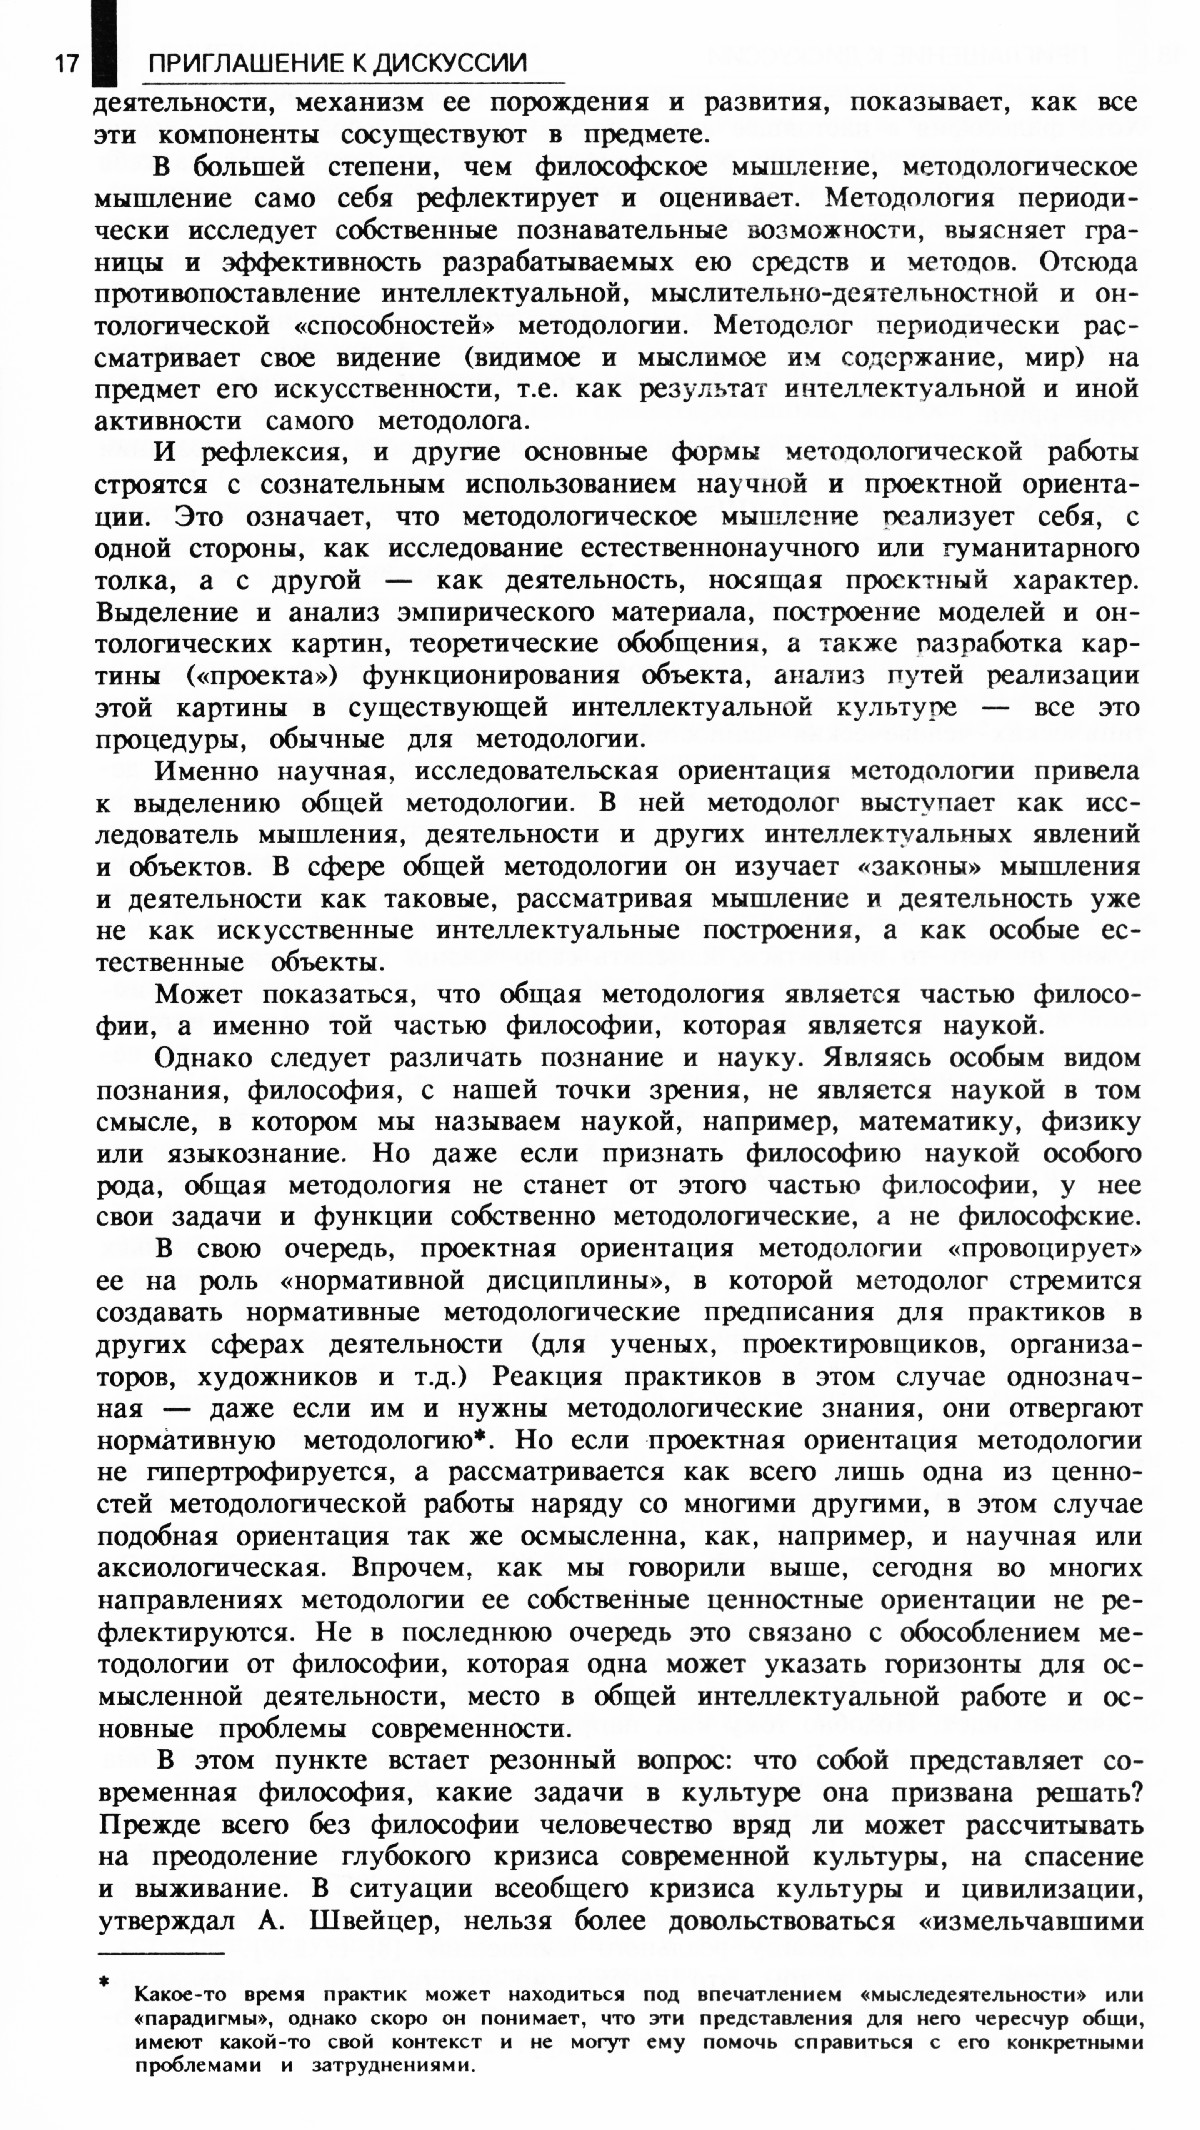 17
ПРИГЛАШЕНИЕ К ДИСКУССИИ
деятельности, механизм ее порождения и развития, показывает, как все
эти компоненты сосуществуют в предмете.
В большей степени, чем философское мышление, методологическое
мышление само себя рефлектирует и оценивает. Методология периоди-
чески исследует собственные познавательные возможности, выясняет гра-
ницы и эффективность разрабатываемых ею средств и методов. Отсюда
противопоставление интеллектуальной, мыслительно-деятельностной и он-
тологической «способностей» методологии. Методолог периодически рас-
сматривает свое видение (видимое и мыслимое им содержание, мир) на
предмет его искусственности, т.е. как результат интеллектуальной и иной
активности самого методолога.
И рефлексия, и другие основные формы методологической работы
строятся с сознательным использованием научной и проектной ориента-
ции. Это означает, что методологическое мышление реализует себя, с
одной стороны, как исследование естественнонаучного или гуманитарного
толка, а с другой — как деятельность, носящая проектный характер.
Выделение и анализ эмпирического материала, построение моделей и он-
тологических картин, теоретические обобщения, а также разработка кар-
тины («проекта») функционирования объекта, анализ путей реализации
этой картины в существующей интеллектуальной культуре — все это
процедуры, обычные для методологии.
Именно научная, исследовательская ориентация методологии привела
к выделению общей методологии. В ней методолог выступает как исс-
ледователь мышления, деятельности и других интеллектуальных явлений
и объектов. В сфере общей методологии он изучает «законы» мышления
и деятельности как таковые, рассматривая мышление и деятельность уже
не как искусственные интеллектуальные построения, а как особые ес-
тественные объекты.
Может показаться, что общая методология является частью филосо-
фии, а именно той частью философии, которая является наукой.
Однако следует различать познание и науку. Являясь особым видом
познания, философия, с нашей точки зрения, не является наукой в том
смысле, в котором мы называем наукой, например, математику, физику
или языкознание. Но даже если признать философию наукой особого
рода, общая методология не станет от этого частью философии, у нее
свои задачи и функции собственно методологические, а не философские.
В свою очередь, проектная ориентация методологии «провоцирует»
ее на роль «нормативной дисциплины», в которой методолог стремится
создавать нормативные методологические предписания для практиков в
других сферах деятельности (для ученых, проектировщиков, организа-
торов, художников и т.д.) Реакция практиков в этом случае однознач-
ная — даже если им и нужны методологические знания, они отвергают
нормативную методологию*. Но если проектная ориентация методологии
не гипертрофируется, а рассматривается как всего лишь одна из ценно-
стей методологической работы наряду со многими другими, в этом случае
подобная ориентация так же осмысленна, как, например, и научная или
аксиологическая. Впрочем, как мы говорили выше, сегодня во многих
направлениях методологии ее собственные ценностные ориентации не ре-
флектируются. Не в последнюю очередь это связано с обособлением ме-
тодологии от философии, которая одна может указать горизонты для ос-
мысленной деятельности, место в общей интеллектуальной работе и ос-
новные проблемы современности.
В этом пункте встает резонный вопрос: что собой представляет со-
временная философия, какие задачи в культуре она призвана решать?
Прежде всего без философии человечество вряд ли может рассчитывать
на преодоление глубокого кризиса современной культуры, на спасение
и выживание. В ситуации всеобщего кризиса культуры и цивилизации,
утверждал А. Швейцер, нельзя более довольствоваться «измельчавшими
* Какое-то время практик может находиться под впечатлением «мыследеятельности» или
«парадигмы», однако скоро он понимает, что эти представления для него чересчур общи,
имеют какой-то свой контекст и не могут ему помочь справиться с его конкретными
проблемами и затруднениями.